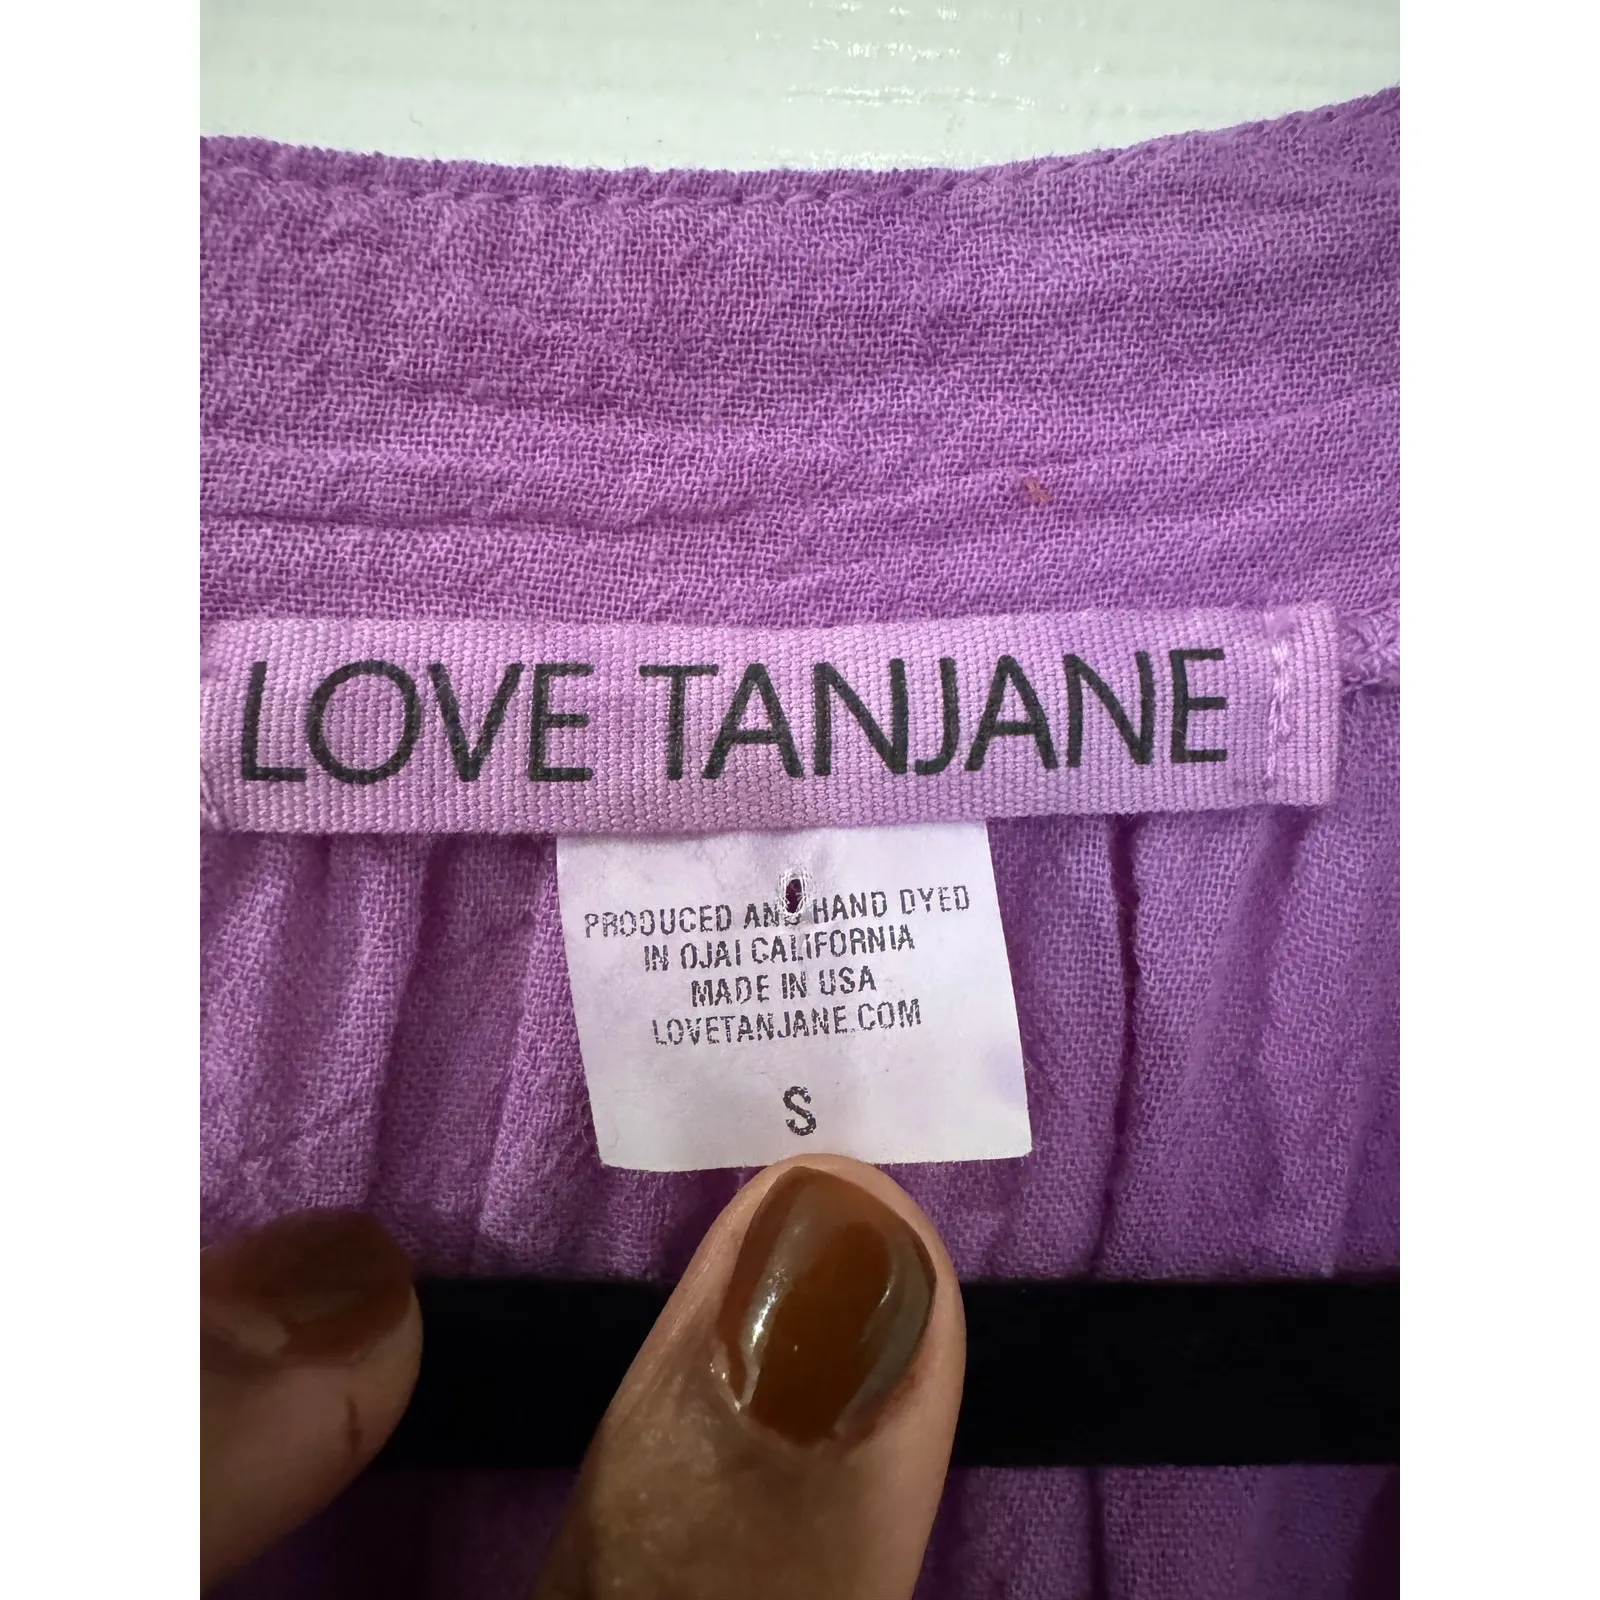 LOVE TANJANE
PRODUCED AND HAND DYED
IN OJAI CALIFORNIA
MADE IN USA
LOVETANJANE.COM
S